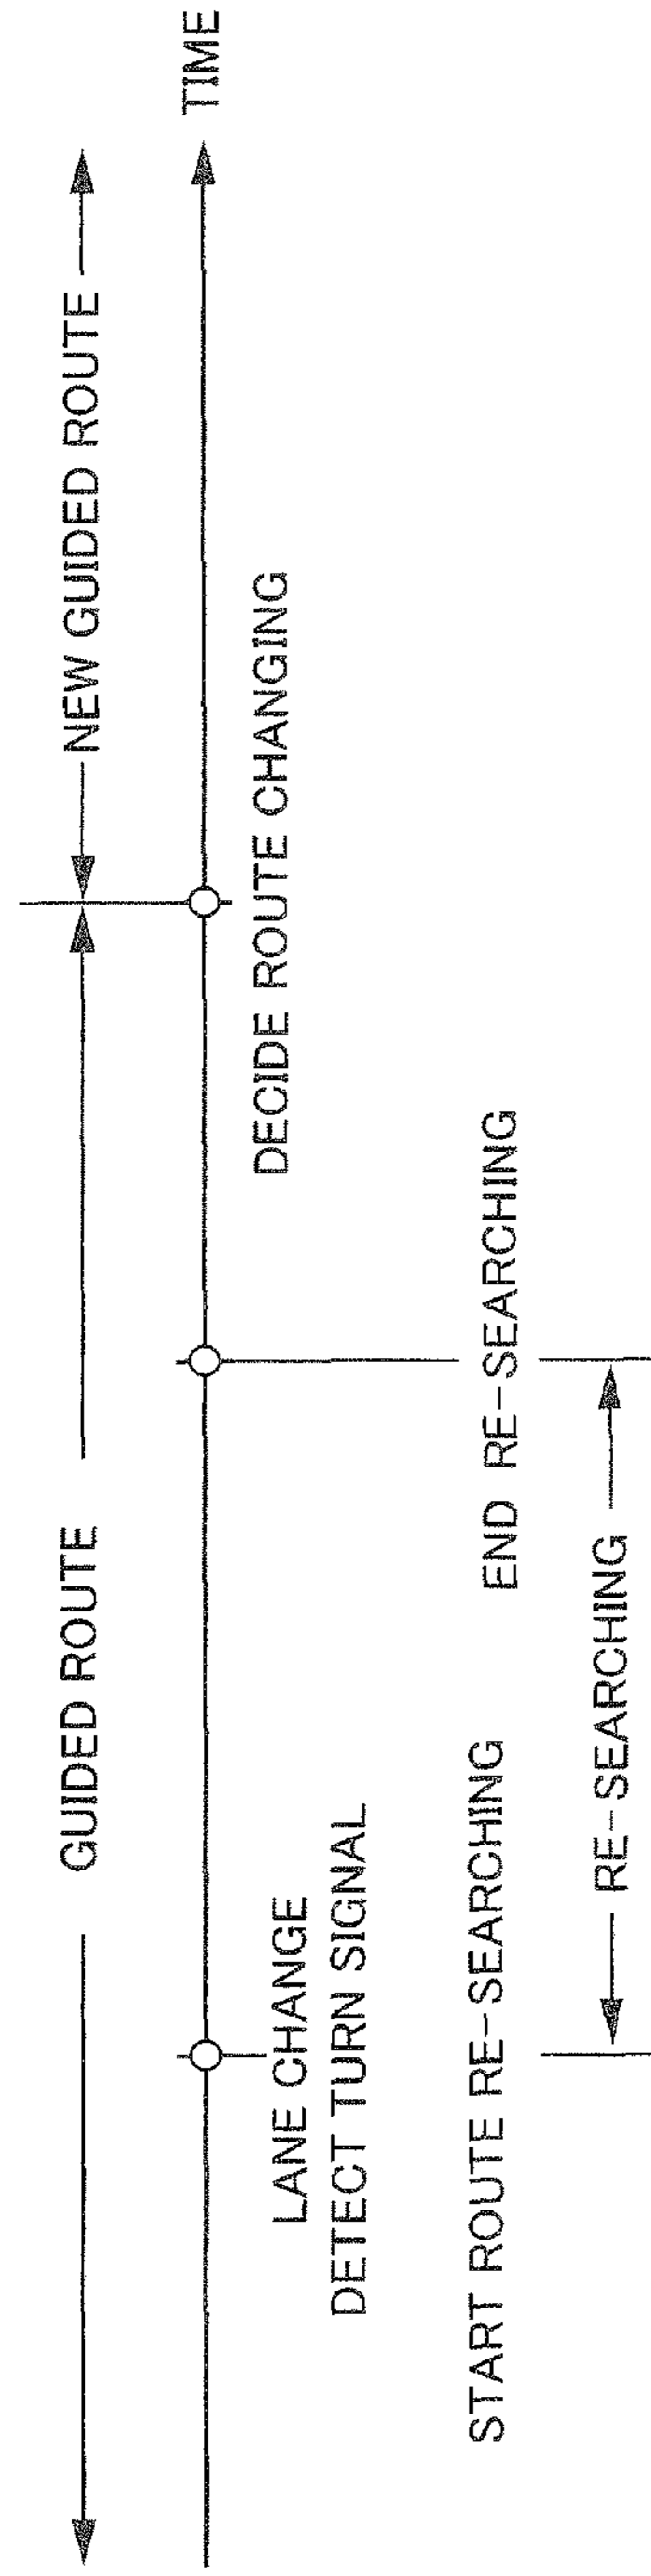 GUIDED ROUTE
NEW GUIDED ROUTE
TIME
LANE CHANGE
DETECT TURN SIGNAL
DECIDE ROUTE CHANGING
START ROUTE RE-SEARCHING
END RE-SEARCHING
RE-SEARCHING